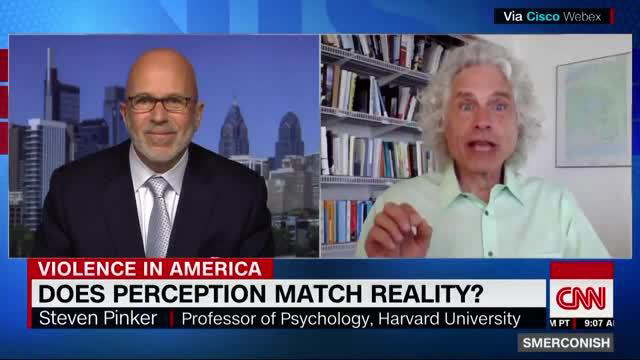 Via Cisco Webex
VIOLENCE IN AMERICA
DOES PERCEPTION MATCH REALITY?
Steven Pinker | Professor of Psychology, Harvard University
CNN
M PT 9:07 A
SMERCONISH